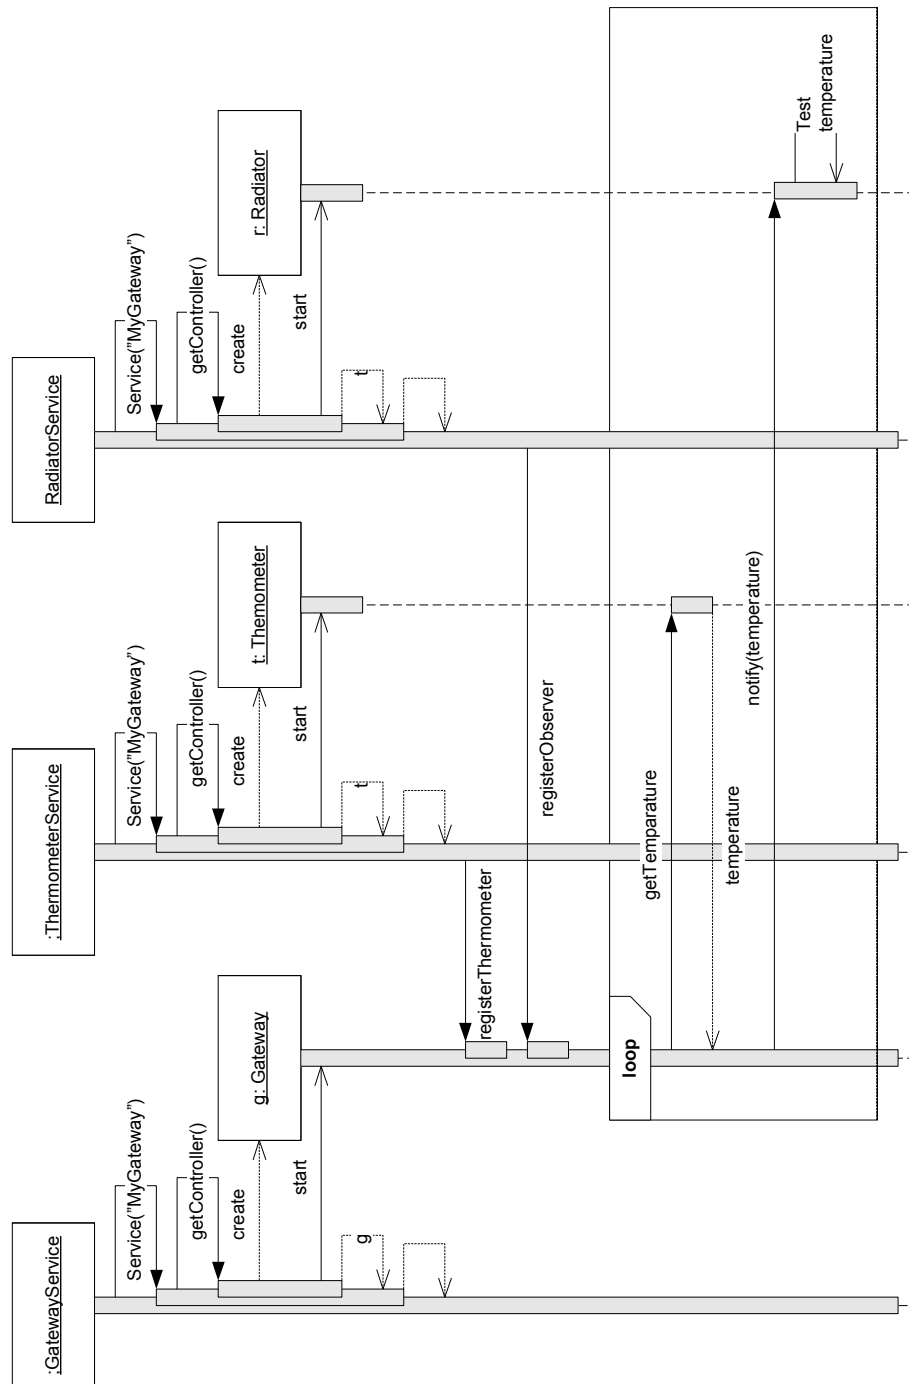 :GatewayService
:ThermometerService
RadiatorService
Service("MyGateway")
getController()
create
g: Gateway
start
g
Service("MyGateway")
getController()
create
t: Themometer
start
t
Service("MyGateway")
getController()
create
r: Radiator
start
t
registerThermometer
registerObserver
loop
getTemparature
temperature
notify(temperature)
Test
temperature